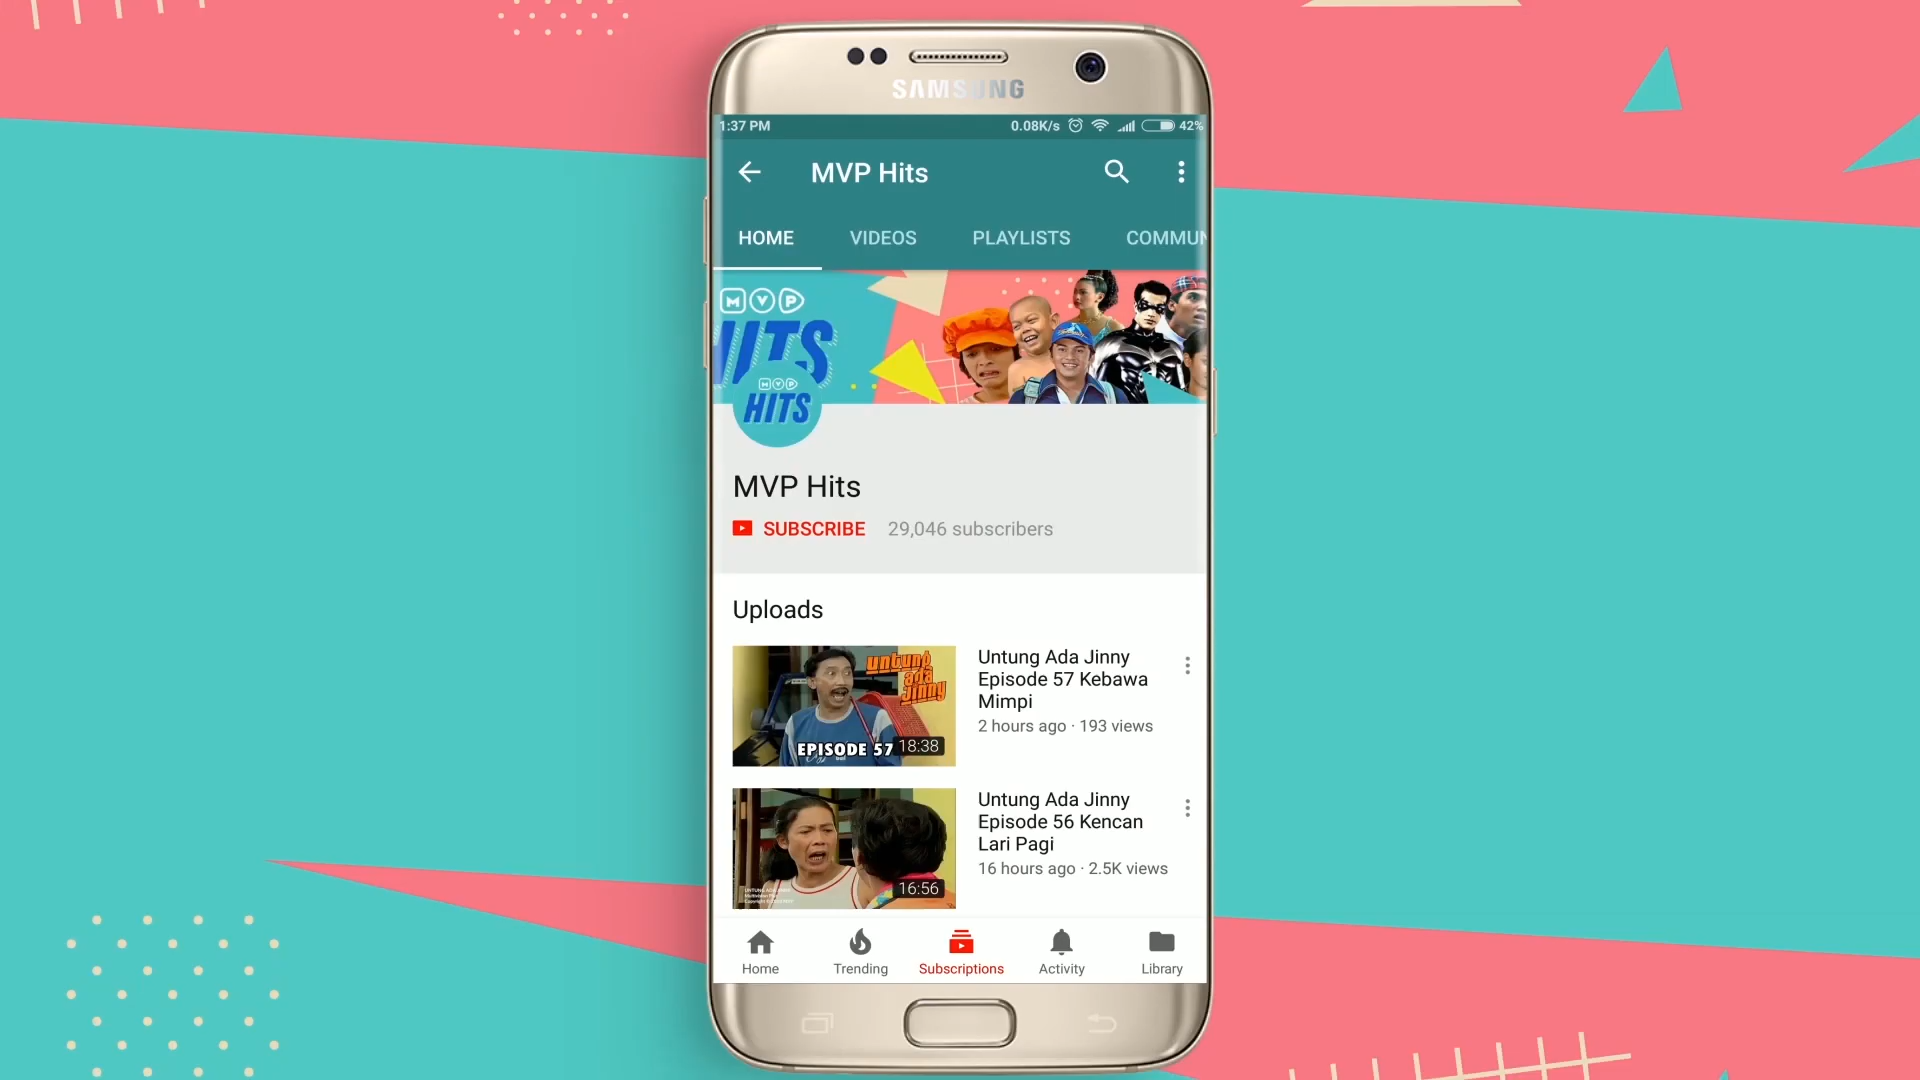 SAMSUNG
1:37 PM 0.08K/s 42%
MVP Hits
HOME VIDEOS PLAYLISTS COMMUN
MVP
HITS
MVP
HITS
MVP Hits
SUBSCRIBE 29,046 subscribers
Uploads
untung
ada
jinny
EPISODE 57 18:38
Untung Ada Jinny
Episode 57 Kebawa
Mimpi
2 hours ago · 193 views
16:56
Untung Ada Jinny
Episode 56 Kencan
Lari Pagi
16 hours ago · 2.5K views
Home Trending Subscriptions Activity Library